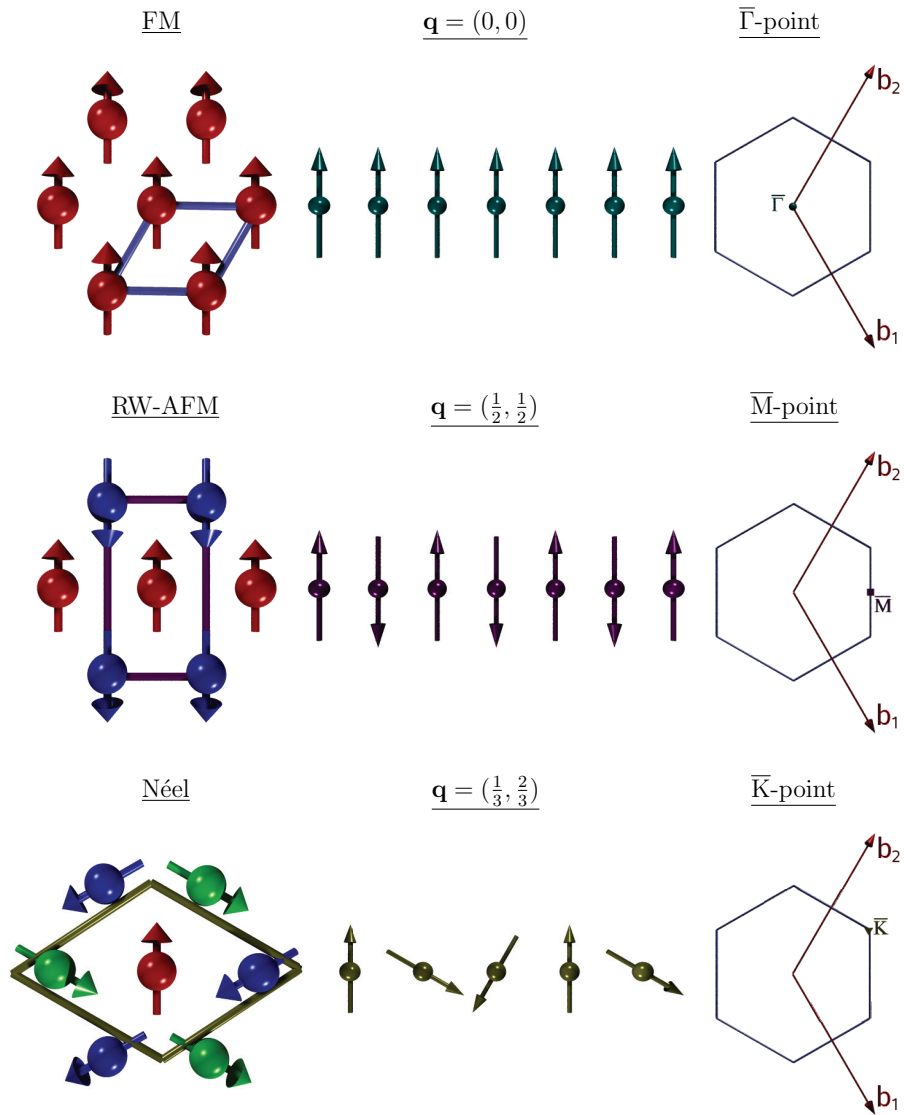 FM
q = (0, 0)
Γ̅-point
b₂
Γ̅
b₁
RW-AFM
q = (½, ½)
M̅-point
b₂
M̅
b₁
Néel
q = (⅓, ⅔)
K̅-point
b₂
K̅
b₁